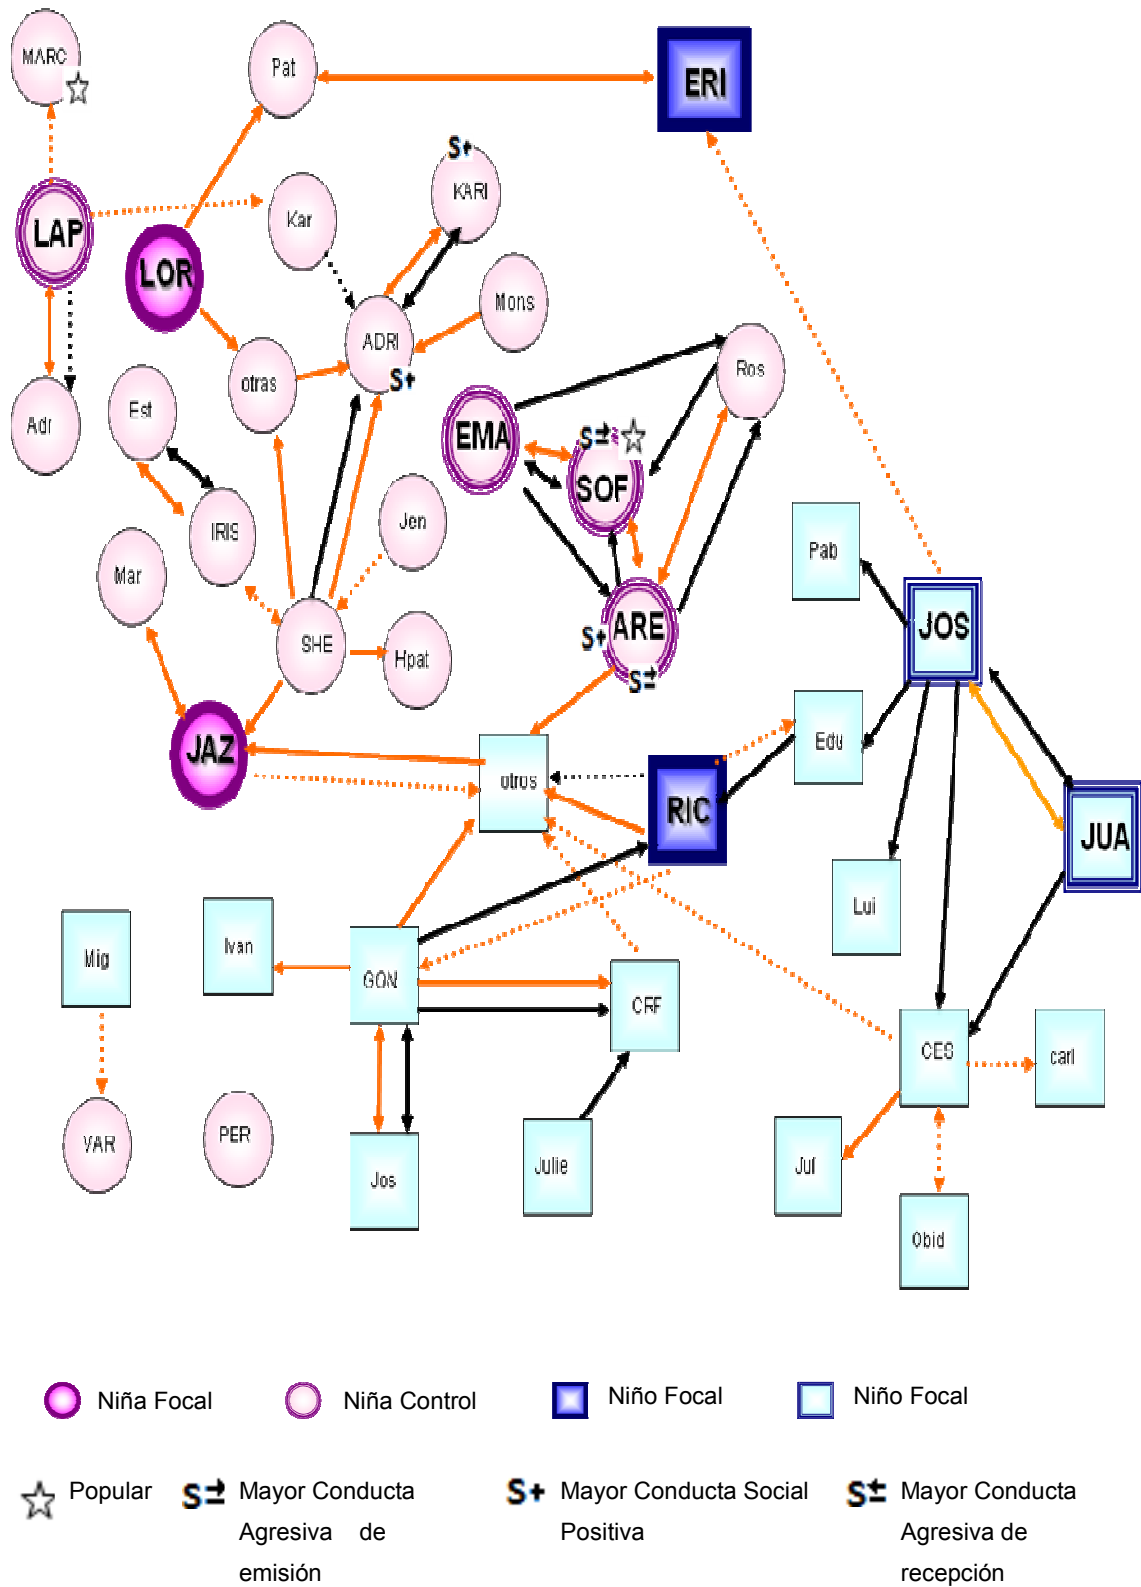 MARC
Pat
ERI
KARI
S+
LAP
Kar
LOR
Mons
ADRI
S+
otras
Ros
Adr
Est
EMA
S
SOF
IRIS
Jen
Pab
Mar
SHE
Hpat
S+
ARE
S
JOS
JAZ
otros
Edu
RIC
JUA
Lui
Mig
Ivan
GON
CRF
CES
carl
VAR
PER
Jos
Julie
Juf
Obid
Niña Focal
Niña Control
Niño Focal
Niño Focal
Popular
S Mayor Conducta
Agresiva de
emisión
S+ Mayor Conducta Social
Positiva
S Mayor Conducta
Agresiva de
recepción